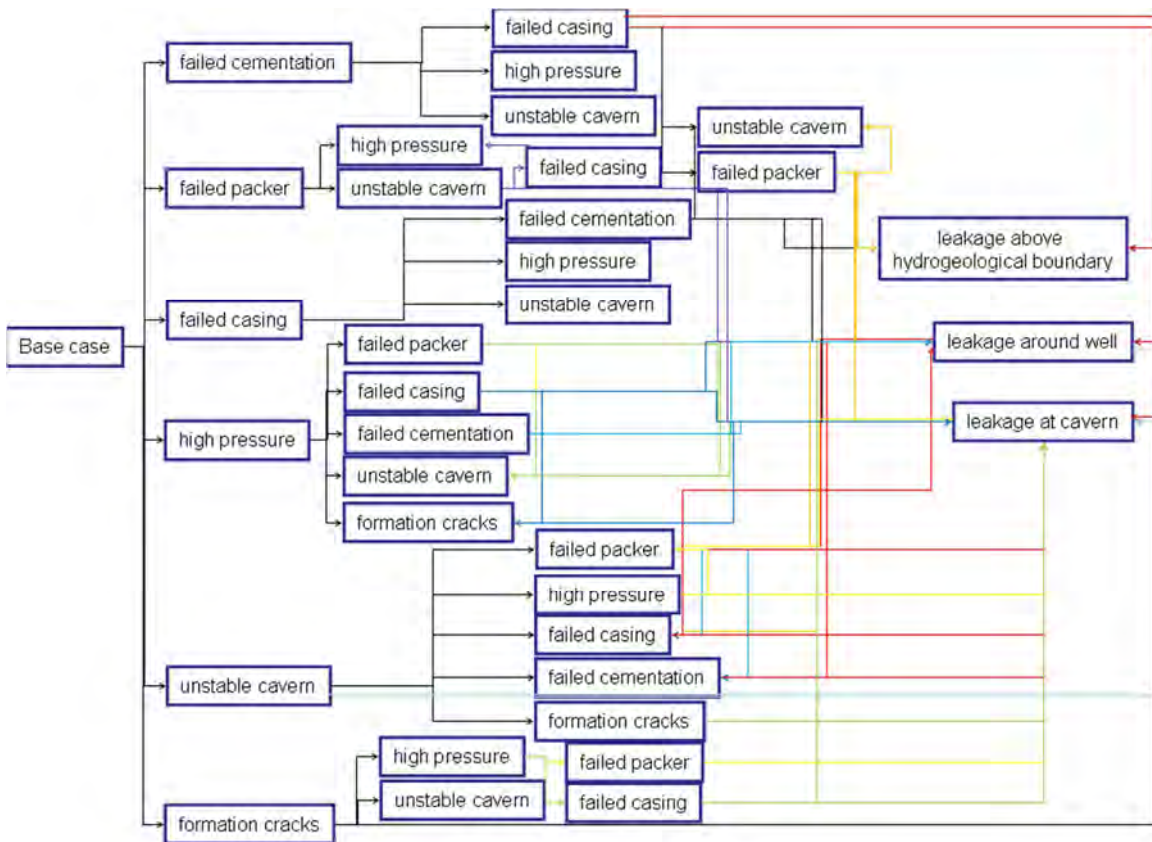 failed casing
failed cementation
high pressure
unstable cavern
unstable cavern
high pressure
failed casing
failed packer
failed packer
unstable cavern
failed cementation
leakage above
hydrogeological boundary
high pressure
unstable cavern
failed casing
Base case
failed packer
leakage around well
failed casing
leakage at cavern
high pressure
failed cementation
unstable cavern
formation cracks
failed packer
high pressure
failed casing
unstable cavern
failed cementation
formation cracks
high pressure
failed packer
unstable cavern
failed casing
formation cracks